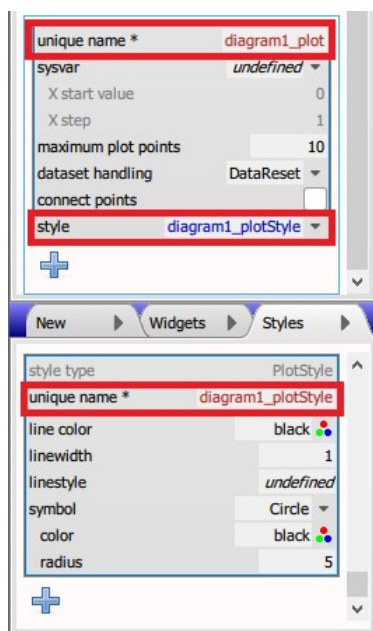 unique name * diagram1_plot
sysvar undefined
X start value 0
X step 1
maximum plot points 10
dataset handling DataReset
connect points
style diagram1_plotStyle
New Widgets Styles
style type PlotStyle
unique name * diagram1_plotStyle
line color black
linewidth 1
linestyle undefined
symbol Circle
color black
radius 5